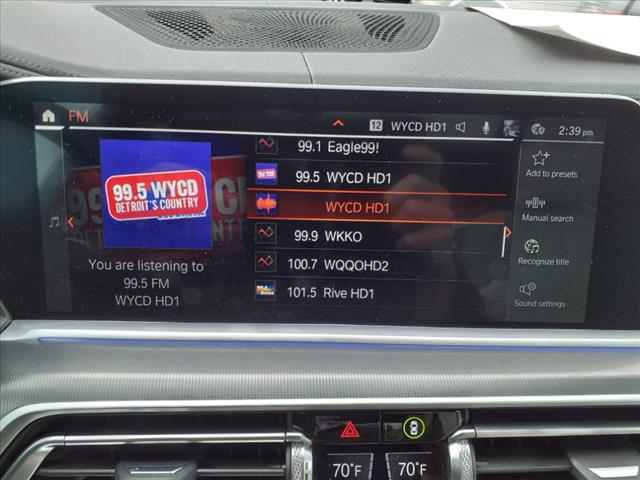 FM
12 WYCD HD1
2:39 pm
99.5 WYCD
DETROIT'S COUNTRY
You are listening to
99.5 FM
WYCD HD1
99.1 Eagle99!
99.5 WYCD HD1
WYCD HD1
99.9 WKKO
100.7 WQQOHD2
101.5 Rive HD1
Add to presets
Manual search
Recognize title
Sound settings
70°F
70°F